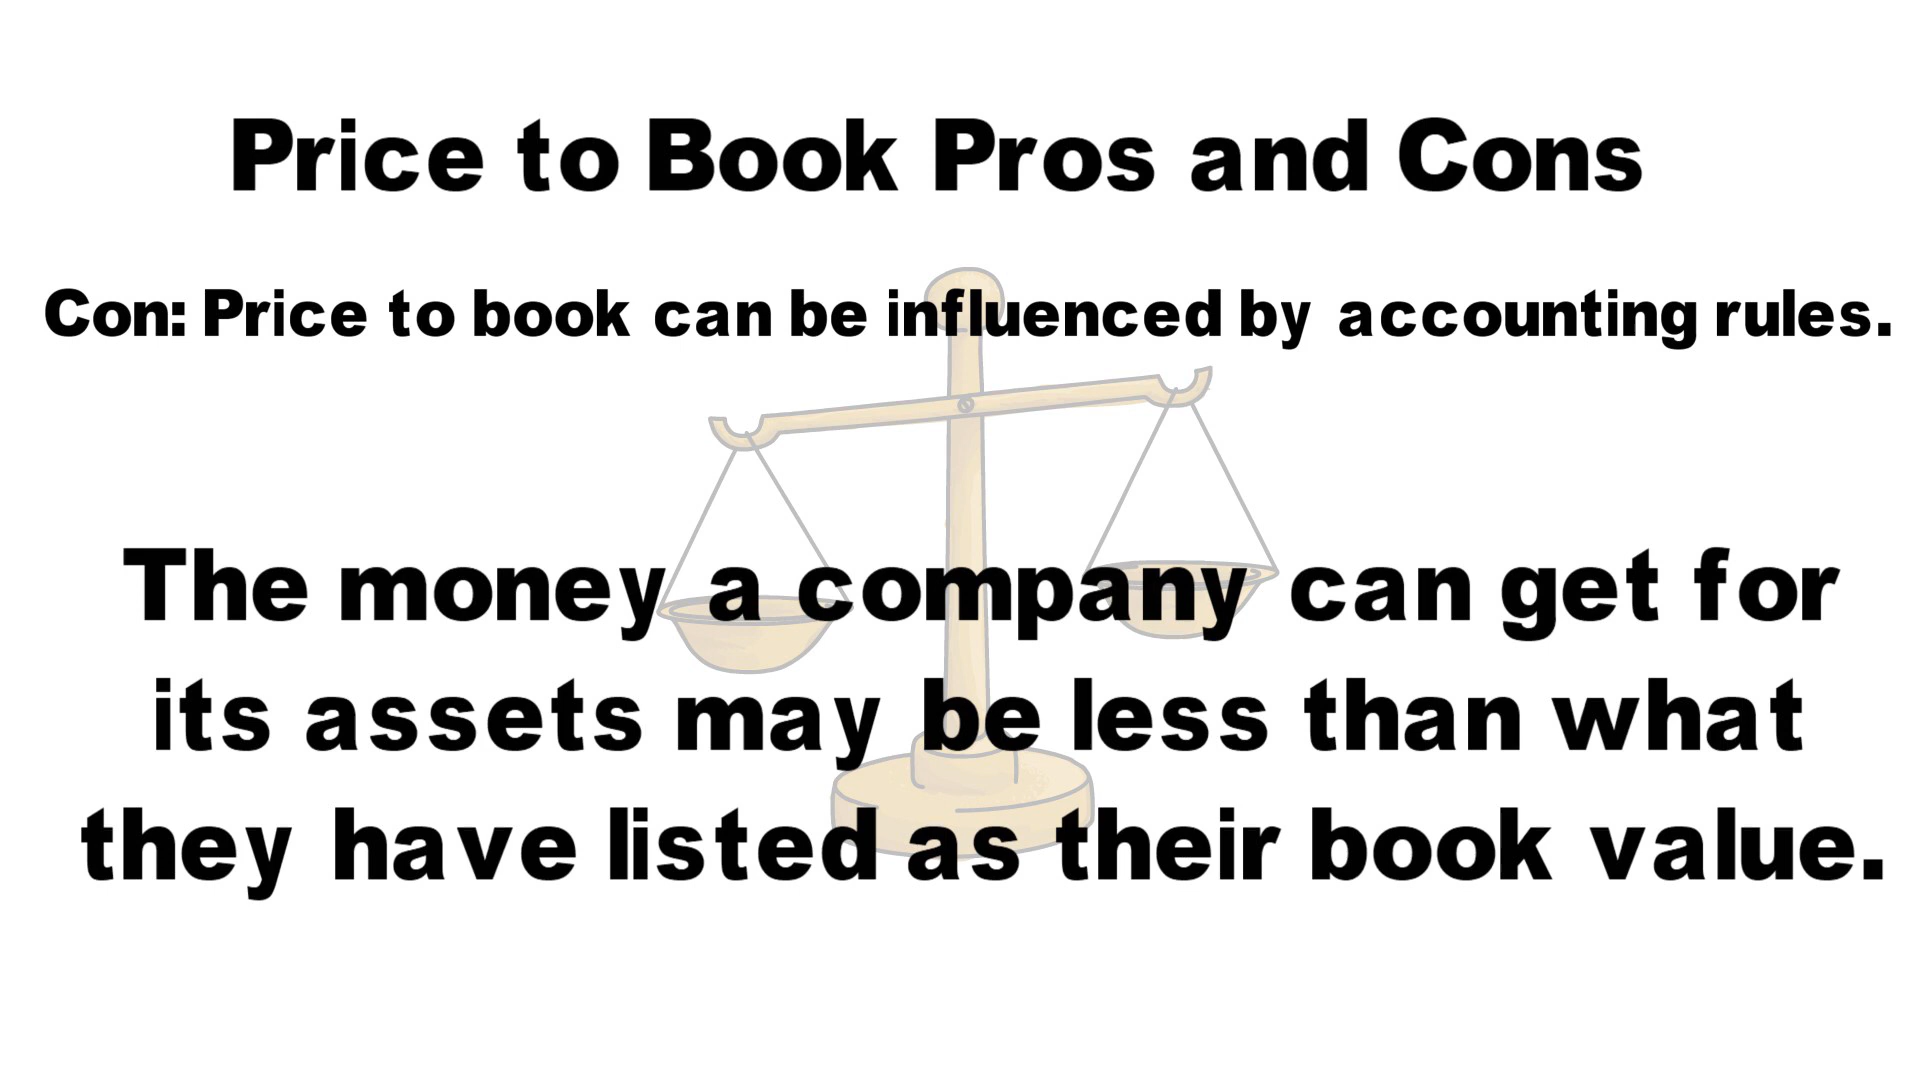 Price to Book Pros and Cons
Con: Price to book can be influenced by accounting rules.
The money a company can get for
its assets may be less than what
they have listed as their book value.